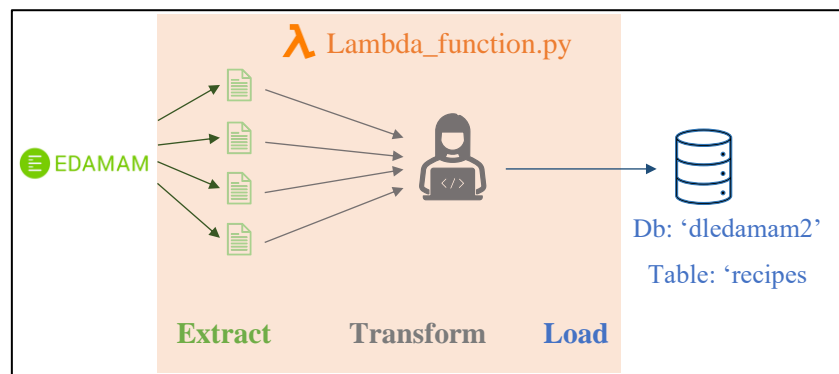 Lambda_function.py
EDAMAM
</>
Db: ‘dledamam2’
Table: ‘recipes
Extract
Transform
Load